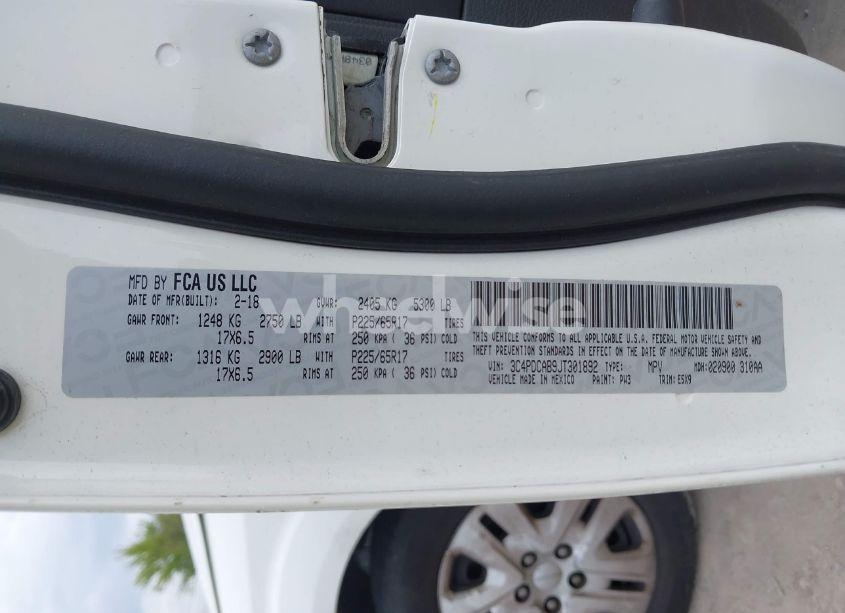 MFD BY FCA US LLC
DATE OF MFR(BUILT): 2-18 GVWR: 2405 KG 5300 LB
GAWR FRONT: 1248 KG 2750 LB WITH P225/65R17 TIRES
17X6.5 RIMS AT 250 KPA ( 36 PSI) COLD
GAWR REAR: 1316 KG 2900 LB WITH P225/65R17 TIRES
17X6.5 RIMS AT 250 KPA ( 36 PSI) COLD
THIS VEHICLE CONFORMS TO ALL APPLICABLE U.S.A. FEDERAL MOTOR VEHICLE SAFETY AND
THEFT PREVENTION STANDARDS IN EFFECT ON THE DATE OF MANUFACTURE SHOWN ABOVE.
VIN: 3C4PDCAB9JT301892 TYPE: MPV MDH: 020900 310AA
VEHICLE MADE IN MEXICO PAINT: PW3 TRIM: E5X9
wheelwise